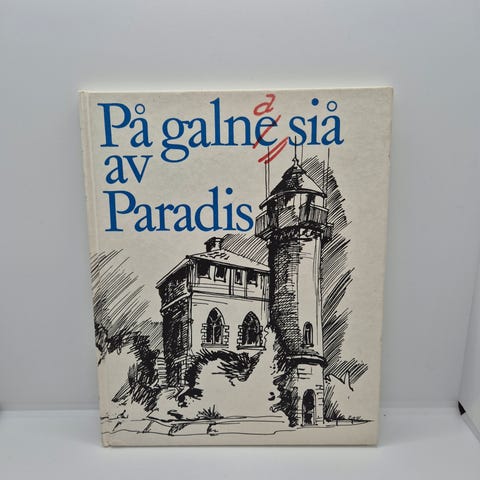 På galne siå
a
av
Paradis